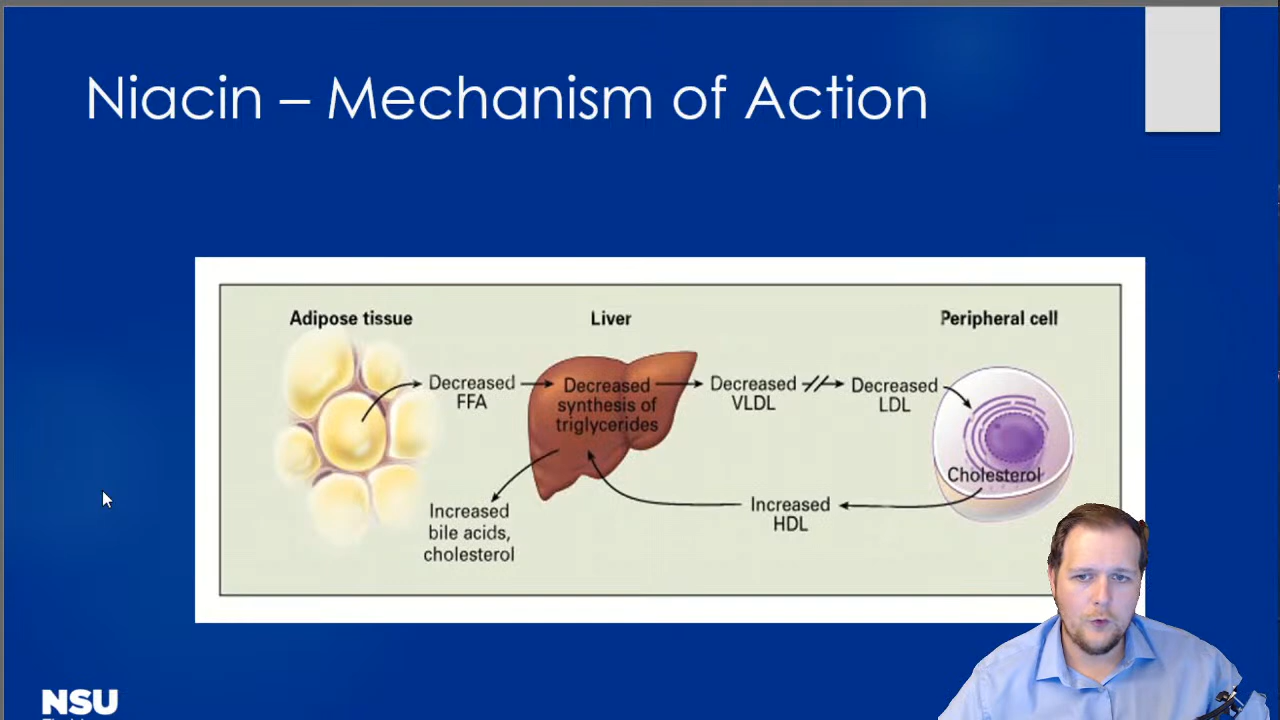 Niacin – Mechanism of Action
Adipose tissue
Liver
Peripheral cell
Decreased
FFA
Decreased
synthesis of
triglycerides
Decreased
VLDL
Decreased
LDL
Cholesterol
Increased
HDL
Increased
bile acids,
cholesterol
NSU